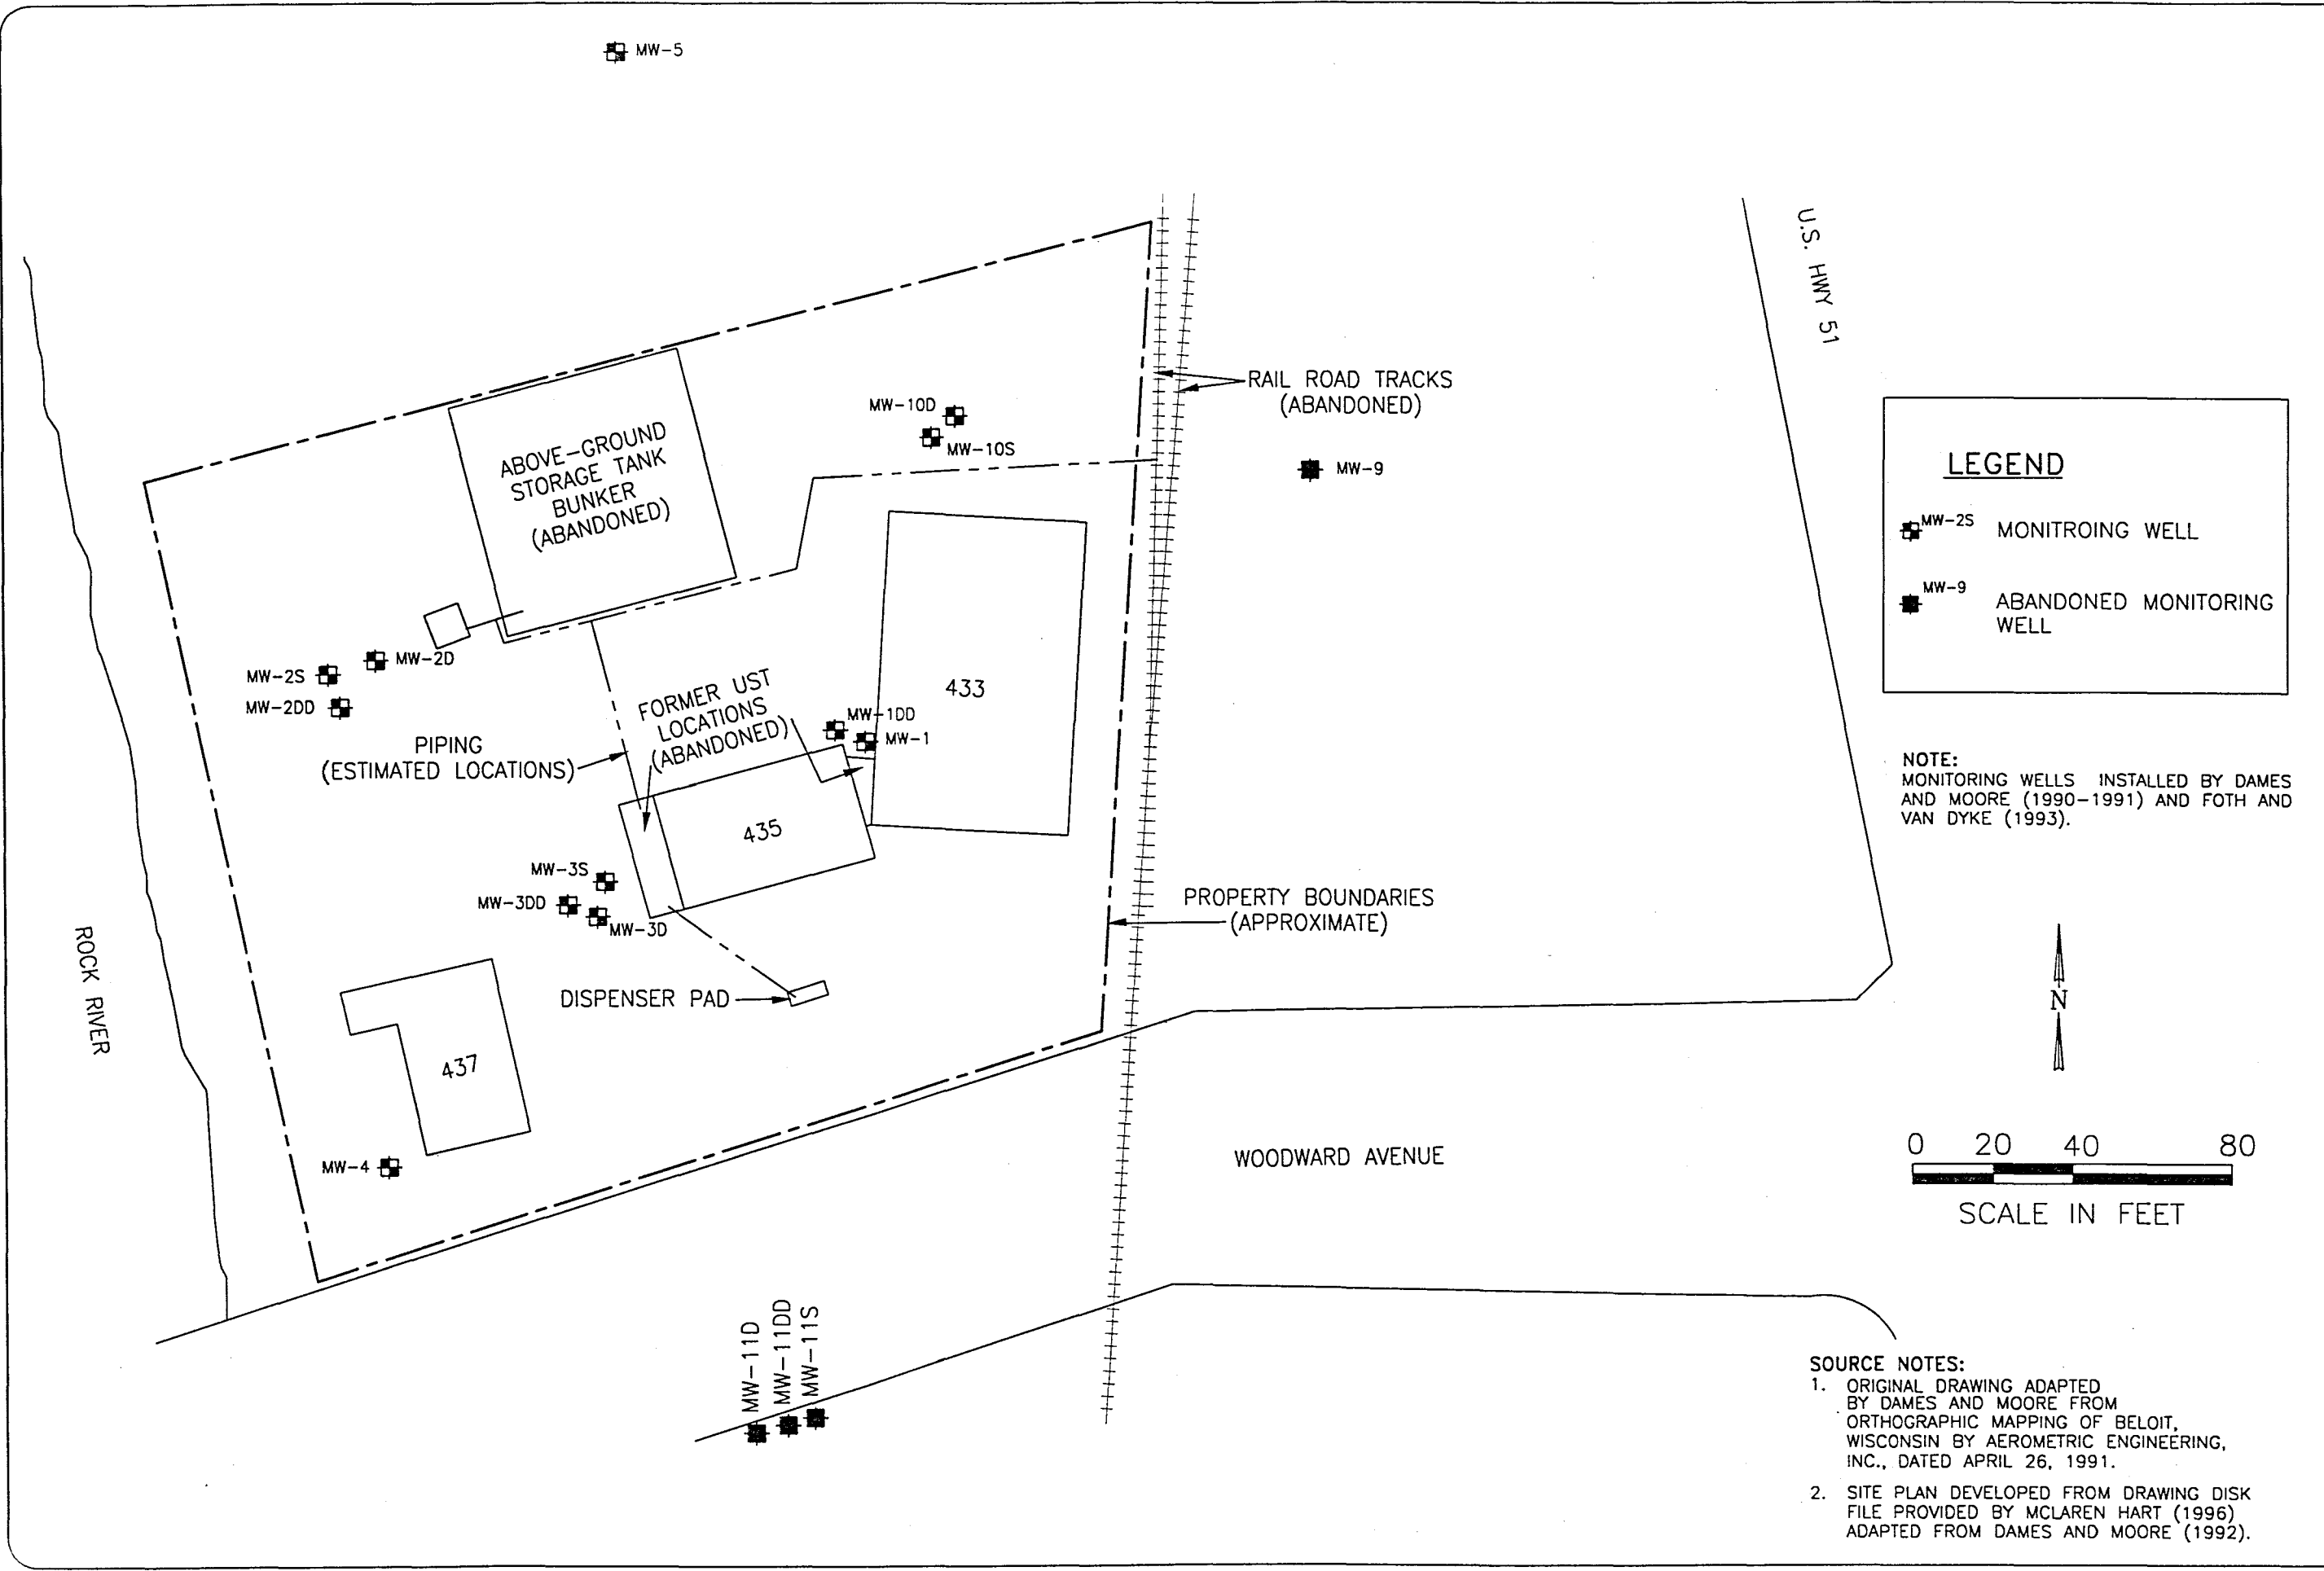 MW-5
U.S. HWY 51
RAIL ROAD TRACKS
(ABANDONED)
MW-10D
MW-10S
MW-9
ABOVE-GROUND
STORAGE TANK
BUNKER
(ABANDONED)
LEGEND
MW-2S
MONITROING WELL
MW-9
ABANDONED MONITORING
WELL
MW-2D
MW-2S
MW-2DD
433
FORMER UST
LOCATIONS
(ABANDONED)
MW-1DD
MW-1
PIPING
(ESTIMATED LOCATIONS)
NOTE:
MONITORING WELLS INSTALLED BY DAMES
AND MOORE (1990-1991) AND FOTH AND
VAN DYKE (1993).
435
MW-3S
MW-3DD
MW-3D
PROPERTY BOUNDARIES
(APPROXIMATE)
ROCK RIVER
DISPENSER PAD
N
437
MW-4
WOODWARD AVENUE
0 20 40 80
SCALE IN FEET
MW-11D
MW-11DD
MW-11S
SOURCE NOTES:
1. ORIGINAL DRAWING ADAPTED
BY DAMES AND MOORE FROM
ORTHOGRAPHIC MAPPING OF BELOIT,
WISCONSIN BY AEROMETRIC ENGINEERING,
INC., DATED APRIL 26, 1991.
2. SITE PLAN DEVELOPED FROM DRAWING DISK
FILE PROVIDED BY MCLAREN HART (1996)
ADAPTED FROM DAMES AND MOORE (1992).